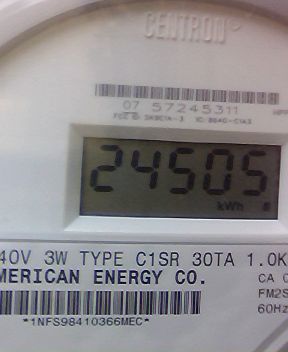 CENTRON®
07 57245311
24505
kWh
40V 3W TYPE C1SR 30TA 1.0K
MERICAN ENERGY CO. CA
FM2S
*1NFS98410366MEC* 60Hz